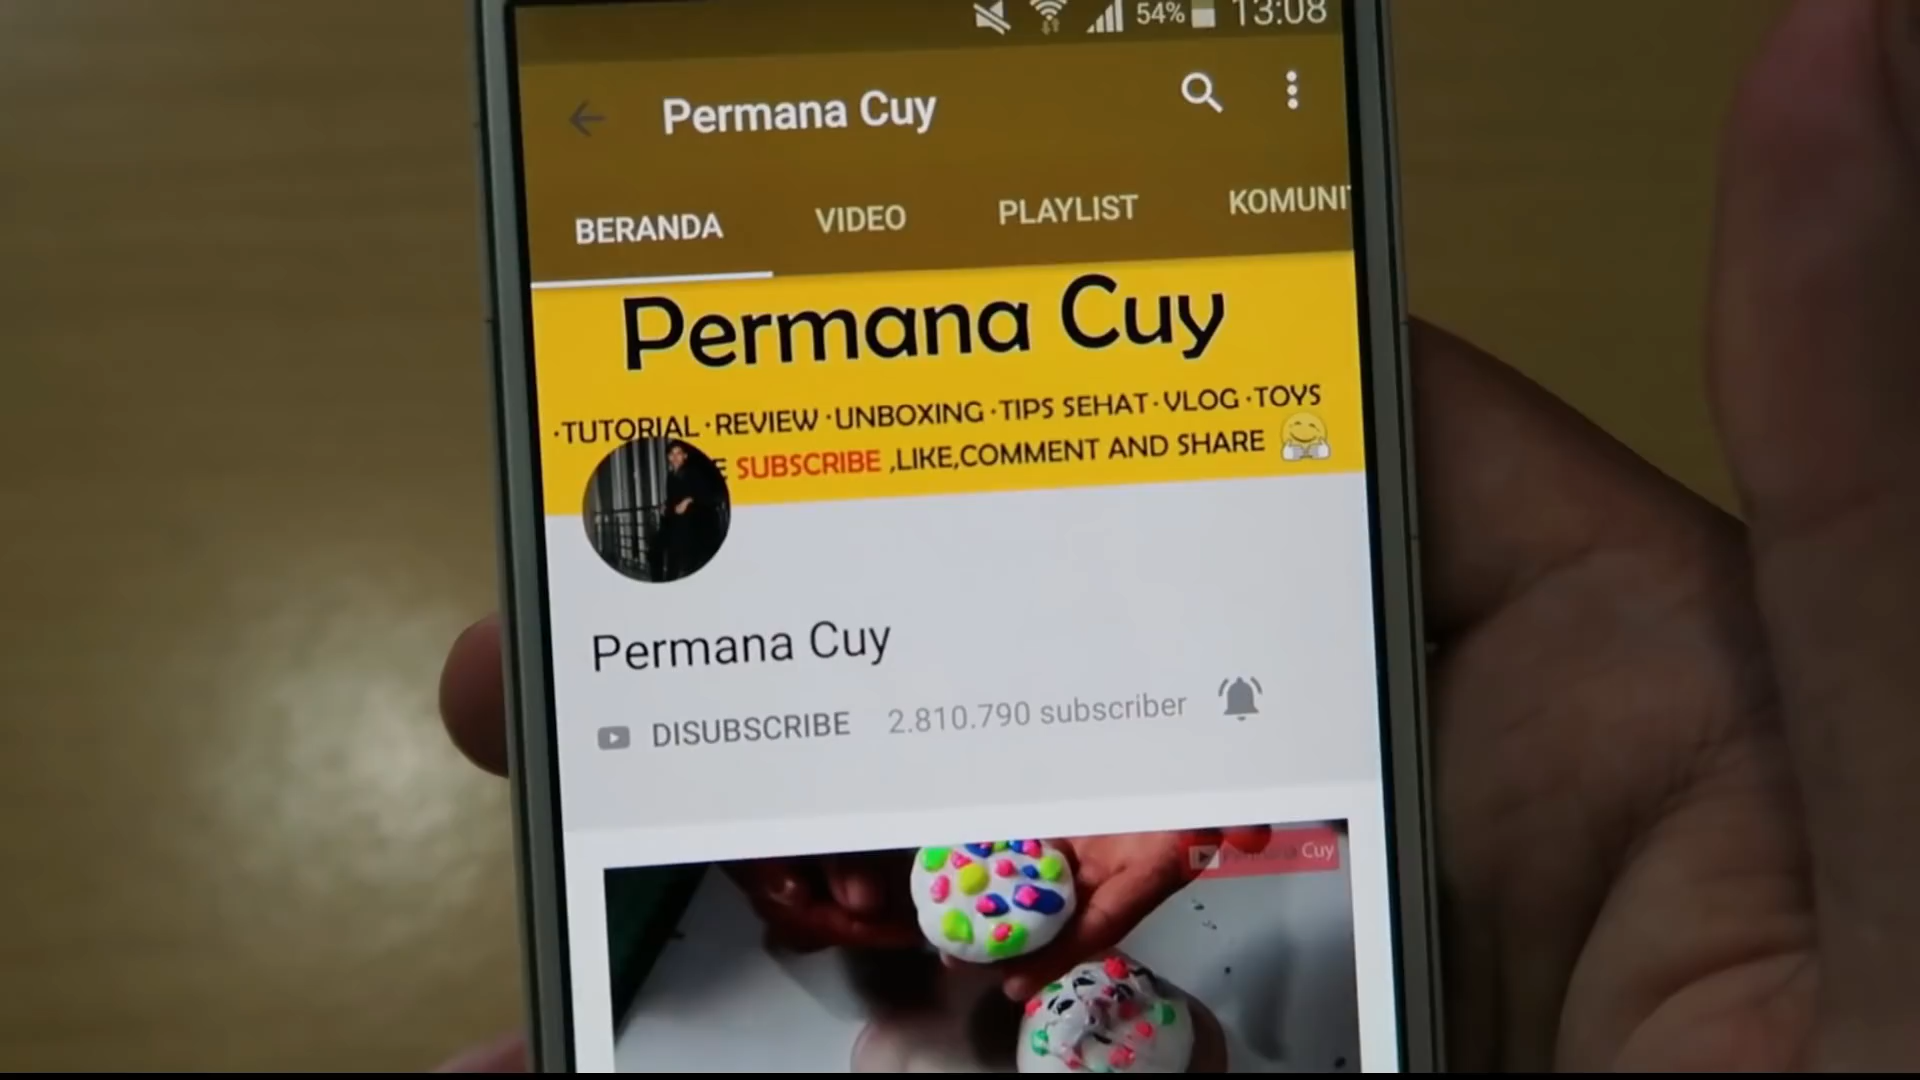 54% 13:08
Permana Cuy
BERANDA VIDEO PLAYLIST KOMUNI
Permana Cuy
·TUTORIAL ·REVIEW ·UNBOXING ·TIPS SEHAT ·VLOG ·TOYS
E SUBSCRIBE ,LIKE,COMMENT AND SHARE
Permana Cuy
DISUBSCRIBE 2.810.790 subscriber
Cuy